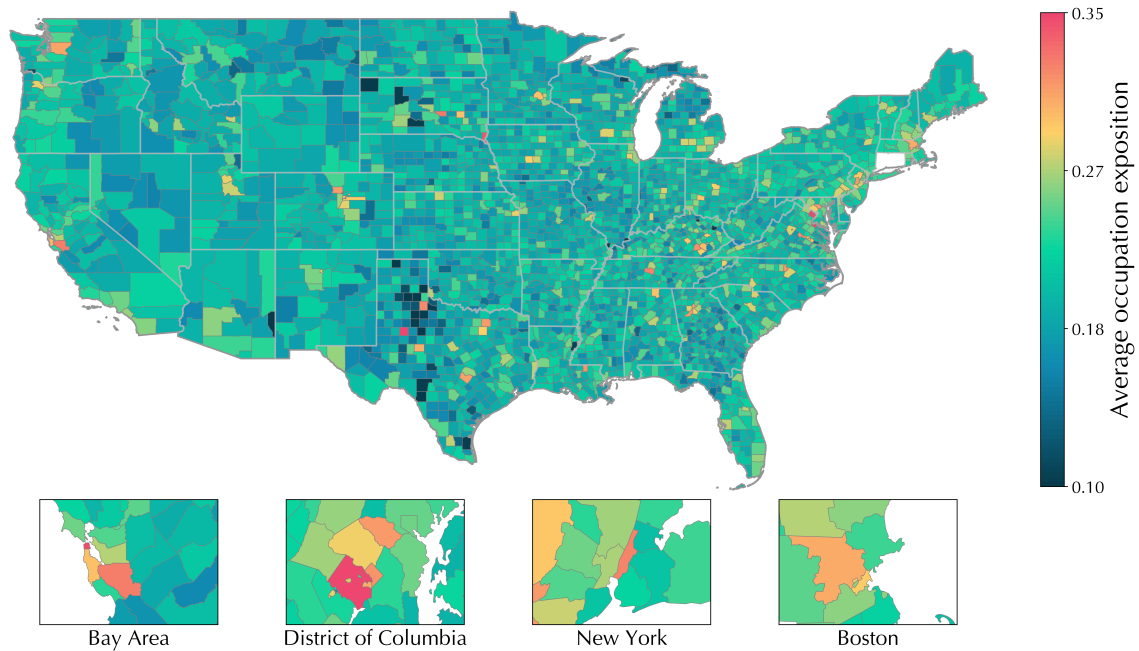 0.35
0.27
0.18
0.10
Average occupation exposition
Bay Area
District of Columbia
New York
Boston